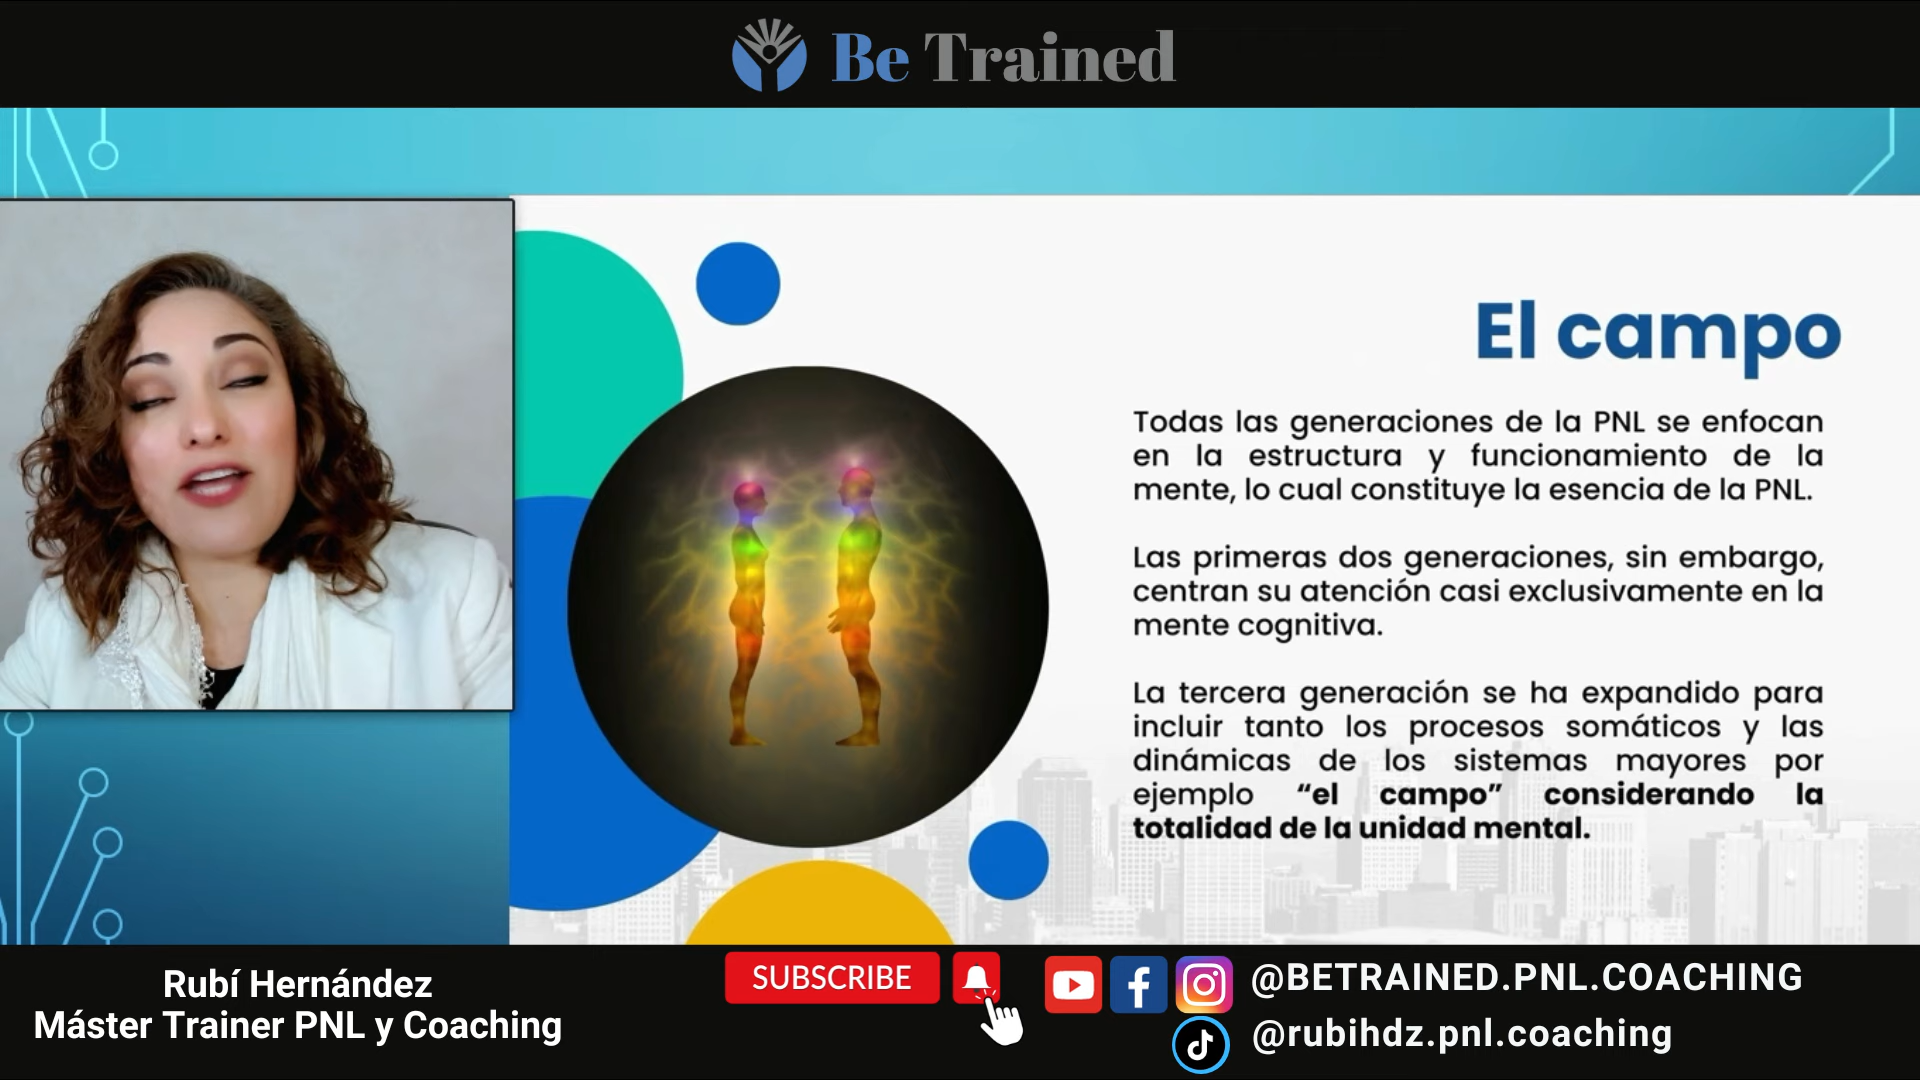 Be Trained
El campo
Todas las generaciones de la PNL se enfocan
en la estructura y funcionamiento de la
mente, lo cual constituye la esencia de la PNL.
Las primeras dos generaciones, sin embargo,
centran su atención casi exclusivamente en la
mente cognitiva.
La tercera generación se ha expandido para
incluir tanto los procesos somáticos y las
dinámicas de los sistemas mayores por
ejemplo “el campo” considerando la
totalidad de la unidad mental.
Rubí Hernández
Máster Trainer PNL y Coaching
SUBSCRIBE
@BETRAINED.PNL.COACHING
@rubihdz.pnl.coaching